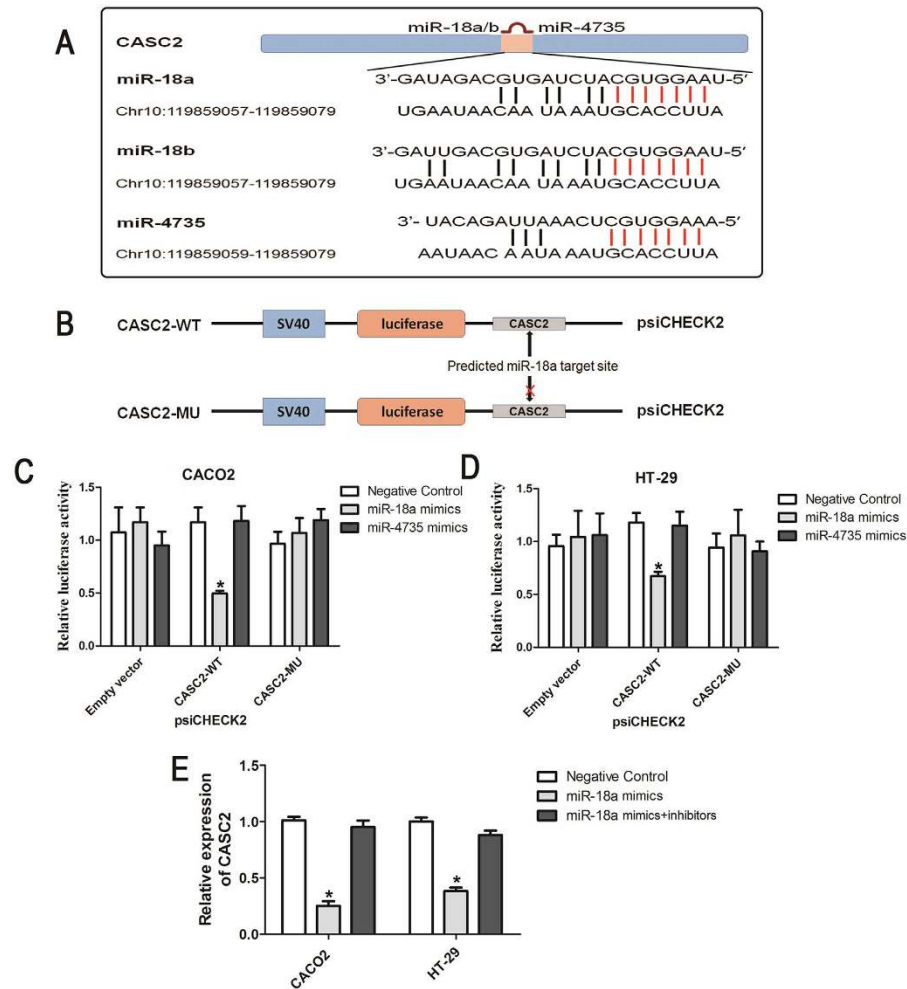 A
miR-18a/b miR-4735
CASC2
miR-18a
3′-GAUAGACGUGAUCUACGUGGAAU-5′
Chr10:119859057-119859079
UGAAUAACAA UAAAUGCACCUUA
miR-18b
3′-GAUUGACGUGAUCUACGUGGAAU-5′
Chr10:119859057-119859079
UGAAUAACAA UAAAUGCACCUUA
miR-4735
3′- UACAGAUUAAACUCGUGGAAA-5′
Chr10:119859059-119859079
AAUAAC AAUAAAUGCACCUUA
B
CASC2-WT SV40 luciferase CASC2 psiCHECK2
Predicted miR-18a target site
CASC2-MU SV40 luciferase CASC2 psiCHECK2
C
CACO2
Relative luciferase activity
1.5
1.0
0.5
0.0
*
Negative Control
miR-18a mimics
miR-4735 mimics
Empty vector
CASC2-WT
CASC2-MU
psiCHECK2
D
HT-29
Relative luciferase activity
1.5
1.0
0.5
0.0
*
Negative Control
miR-18a mimics
miR-4735 mimics
Empty vector
CASC2-WT
CASC2-MU
psiCHECK2
E
Relative expression
of CASC2
1.5
1.0
0.5
0.0
*
*
Negative Control
miR-18a mimics
miR-18a mimics+inhibitors
CACO2
HT-29